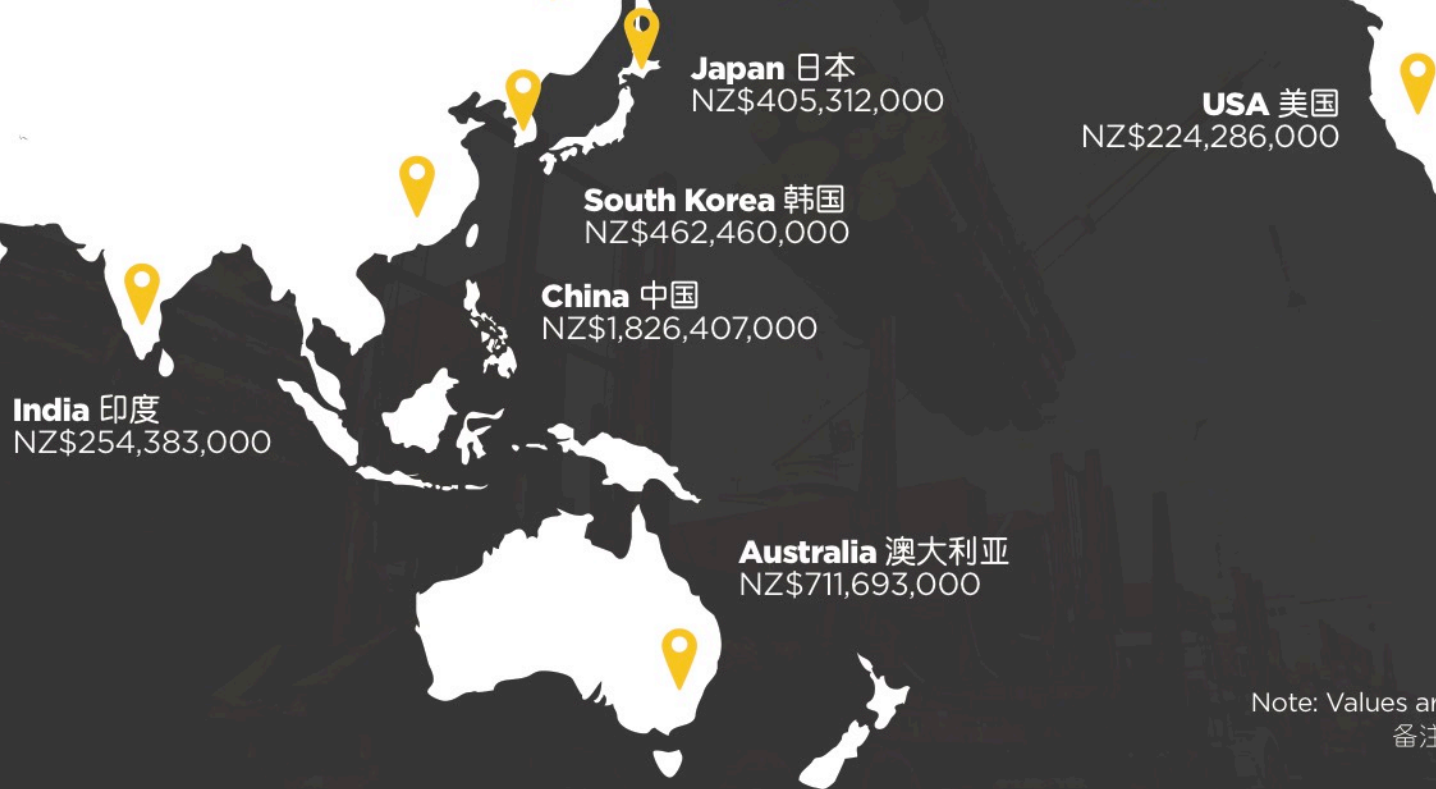 Japan 日本
NZ$405,312,000
USA 美国
NZ$224,286,000
South Korea 韩国
NZ$462,460,000
China 中国
NZ$1,826,407,000
India 印度
NZ$254,383,000
Australia 澳大利亚
NZ$711,693,000
Note: Values
备注